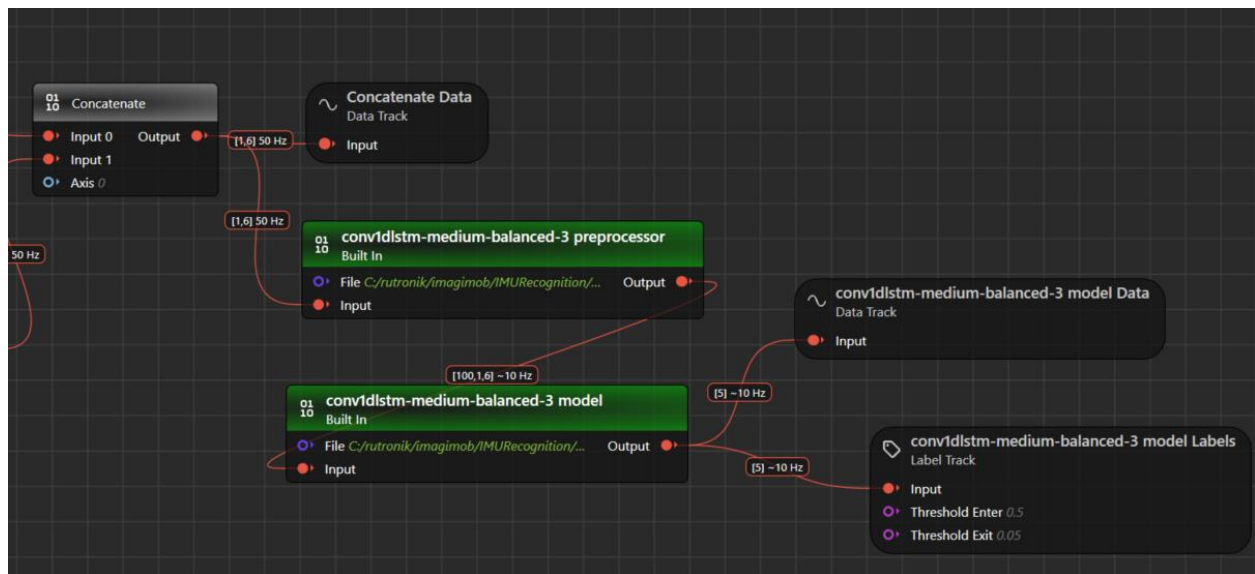 Concatenate
Input 0 Output
Input 1
Axis 0
Concatenate Data
Data Track
Input
[1,6] 50 Hz
[1,6] 50 Hz
50 Hz
conv1dlstm-medium-balanced-3 preprocessor
Built In
File C:/rutronik/imagimob/IMURecognition/... Output
Input
[100,1,6] ~10 Hz
conv1dlstm-medium-balanced-3 model
Built In
File C:/rutronik/imagimob/IMURecognition/... Output
Input
conv1dlstm-medium-balanced-3 model Data
Data Track
Input
[5] ~10 Hz
[5] ~10 Hz
conv1dlstm-medium-balanced-3 model Labels
Label Track
Input
Threshold Enter 0.5
Threshold Exit 0.05